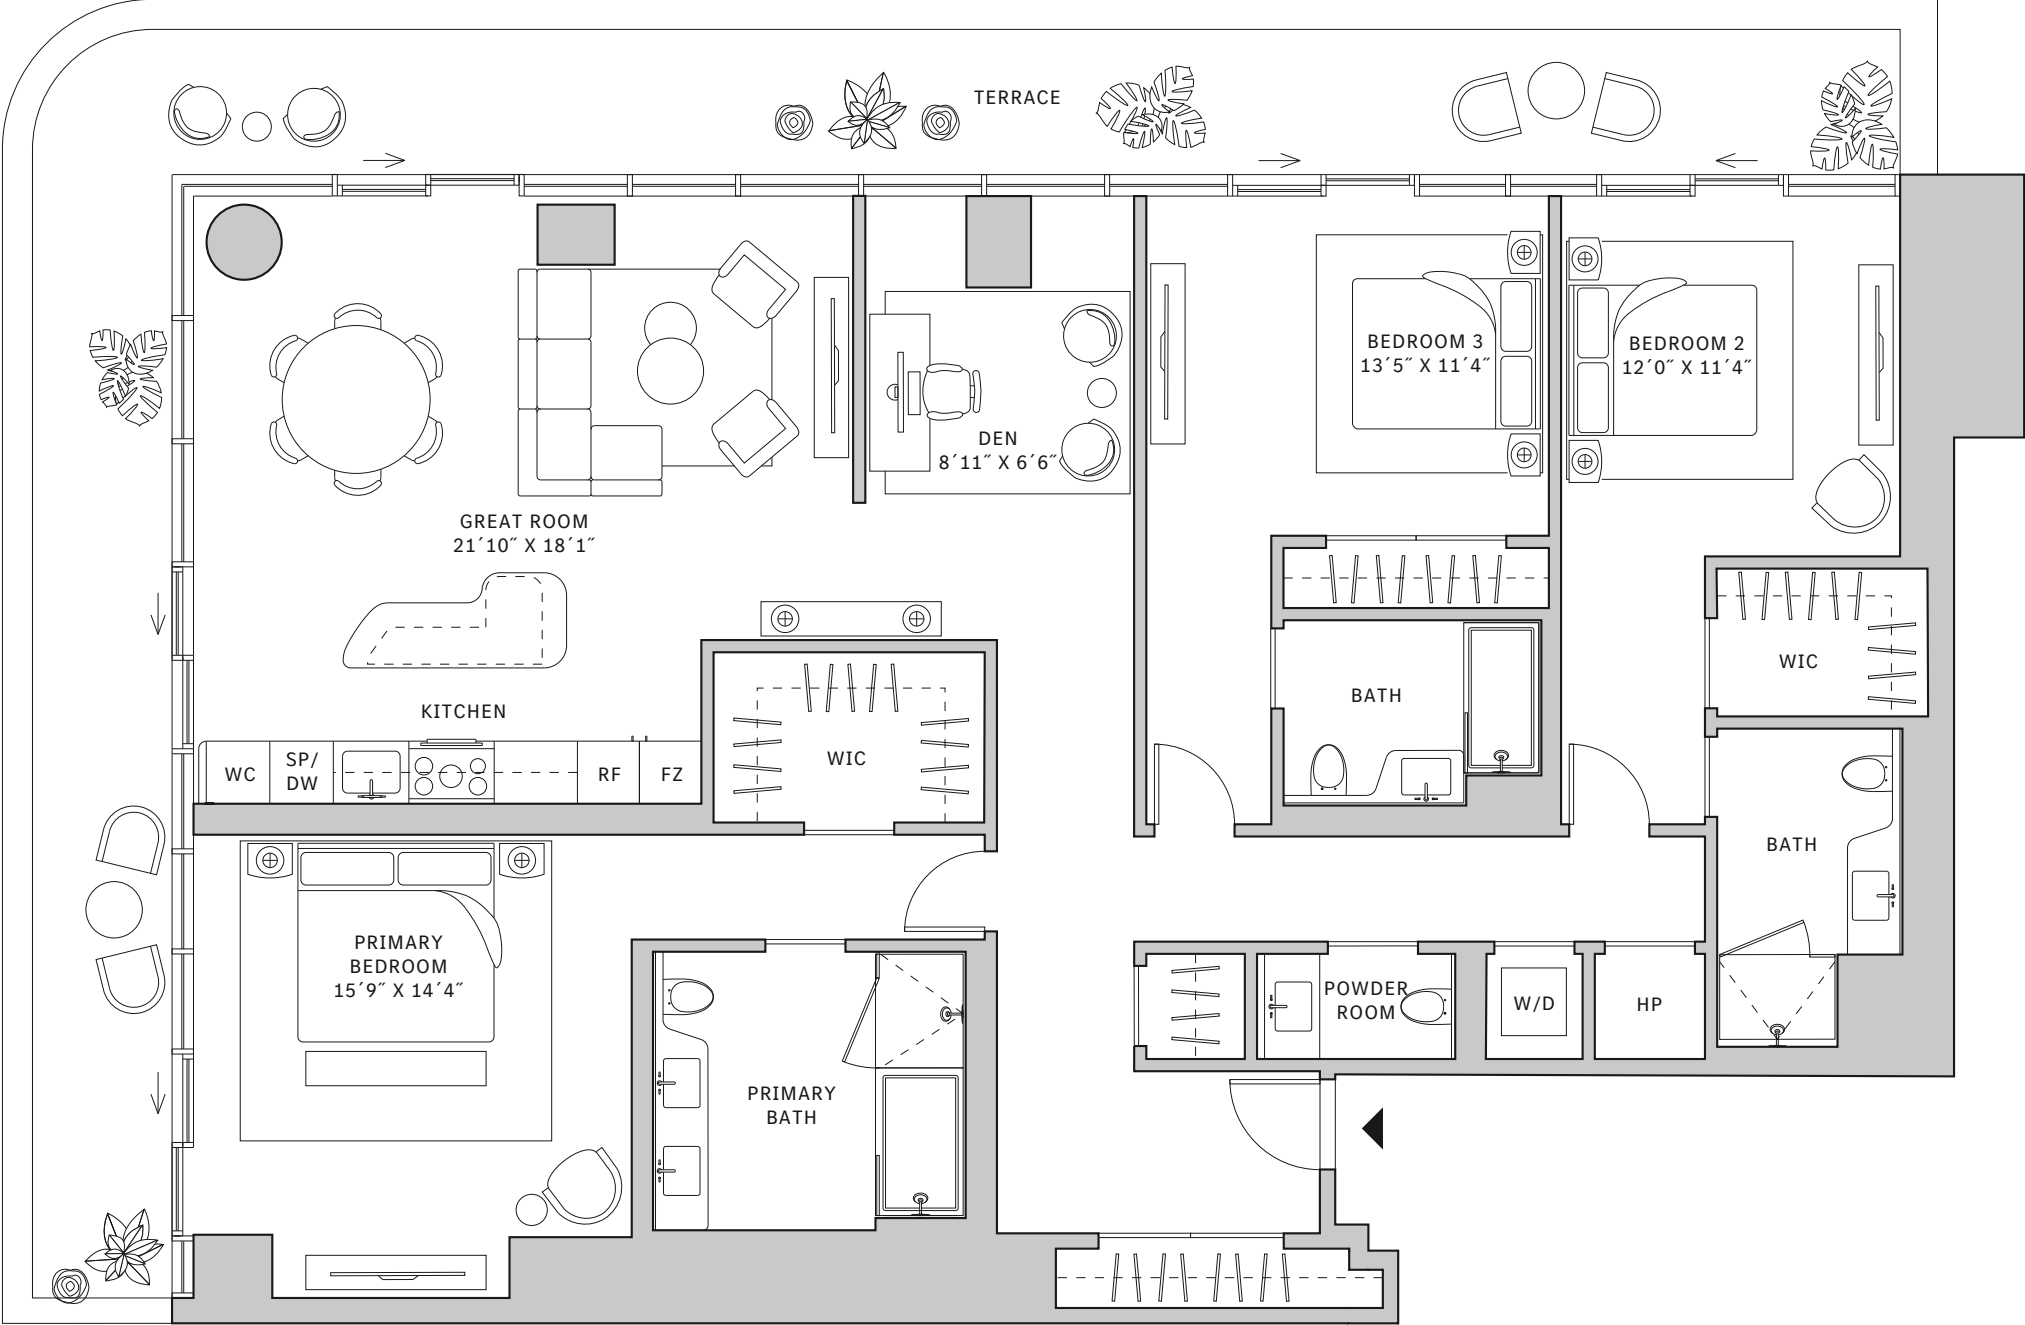 TERRACE
BEDROOM 3
13´5˝ X 11´4˝
BEDROOM 2
12´0˝ X 11´4˝
DEN
8´11˝ X 6´6˝
GREAT ROOM
21´10˝ X 18´1˝
WIC
BATH
KITCHEN
WIC
WC
SP/
DW
RF
FZ
BATH
PRIMARY
BEDROOM
15´9˝ X 14´4˝
POWDER
ROOM
W/D
HP
PRIMARY
BATH